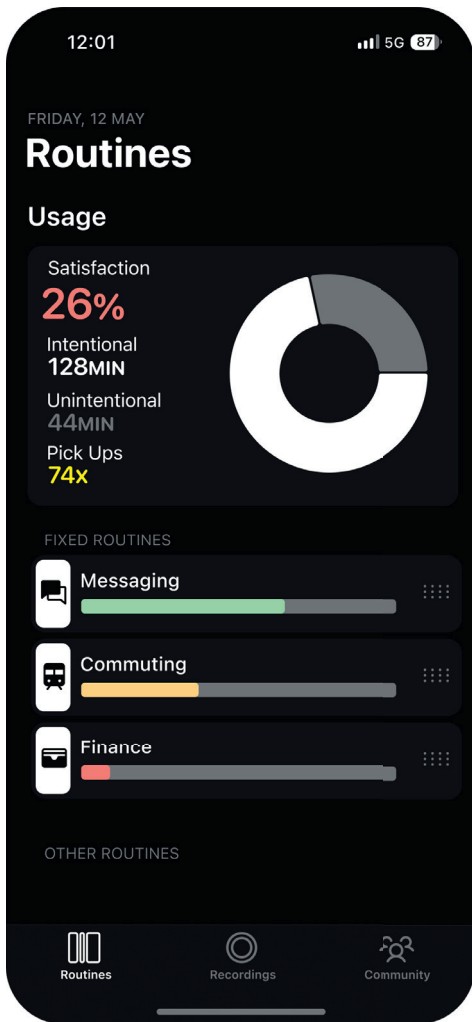 12:01
5G 87
FRIDAY, 12 MAY
Routines
Usage
Satisfaction
26%
Intentional
128MIN
Unintentional
44MIN
Pick Ups
74X
FIXED ROUTINES
Messaging
Commuting
Finance
OTHER ROUTINES
Routines Recordings Community